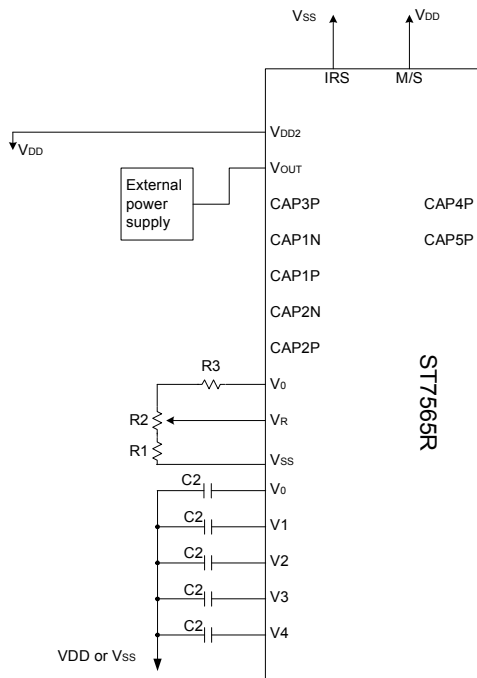 VSS
VDD
IRS
M/S
VDD2
VDD
VOUT
External
power
supply
CAP3P
CAP4P
CAP1N
CAP5P
CAP1P
CAP2N
CAP2P
ST7565R
R3
V0
R2
VR
R1
VSS
C2
V0
C2
V1
C2
V2
C2
V3
C2
V4
VDD or VSS